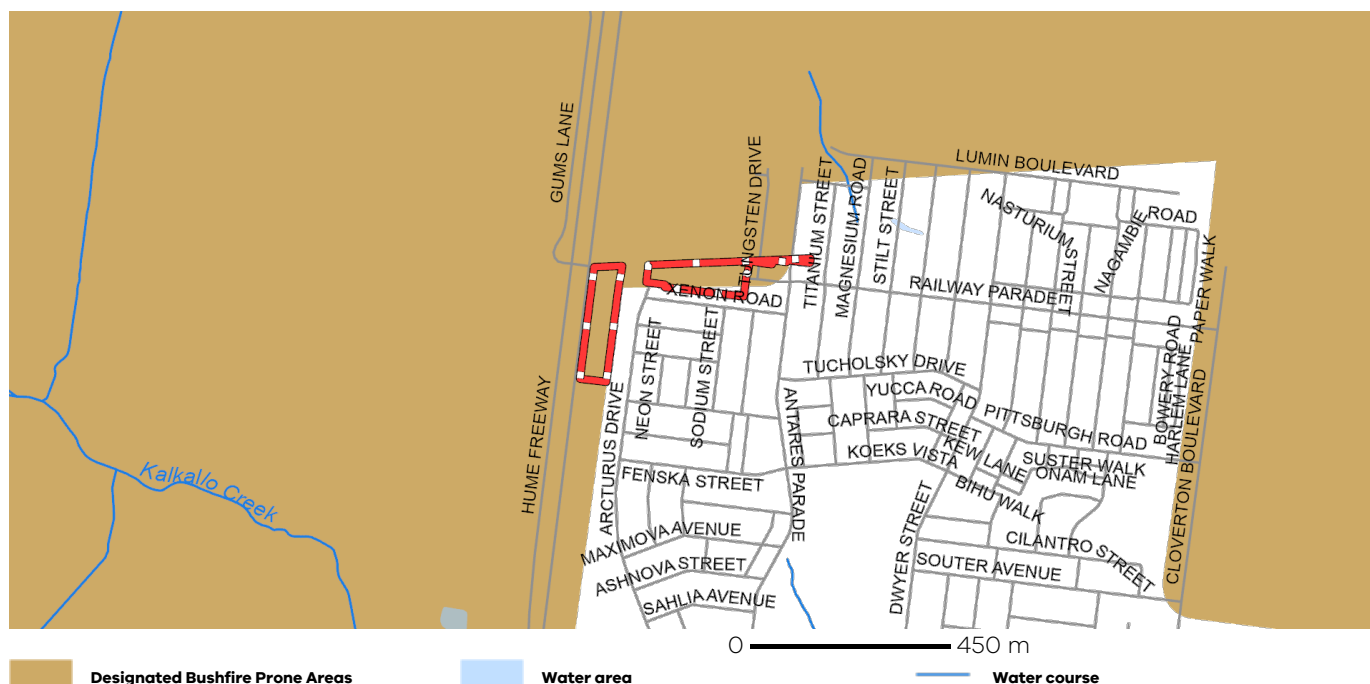 LUMIN BOULEVARD
GUMS LANE
TUNGSTEN DRIVE
TITANIUM STREET
MAGNESIUM ROAD
STILT STREET
NASTURIUM STREET
NAGAMBIE ROAD
PAPER WALK
XENON ROAD
RAILWAY PARADE
NEON STREET
SODIUM STREET
TUCHOLSKY DRIVE
YUCCA ROAD
CAPRARA STREET
KOEKS VISTA
ANTARES PARADE
PITTSBURGH ROAD
BOWERY ROAD
HARLEM LANE
KEW LANE
SUSTER WALK
ONAM LANE
BIHU WALK
HUME FREEWAY
ARCTURUS DRIVE
Kalkallo Creek
FENSKA STREET
MAXIMOVA AVENUE
ASHNOVA STREET
SAHLIA AVENUE
DWYER STREET
CILANTRO STREET
SOUTER AVENUE
CLOVERTON BOULEVARD
0 450 m
Designated Bushfire Prone Areas
Water area
Water course